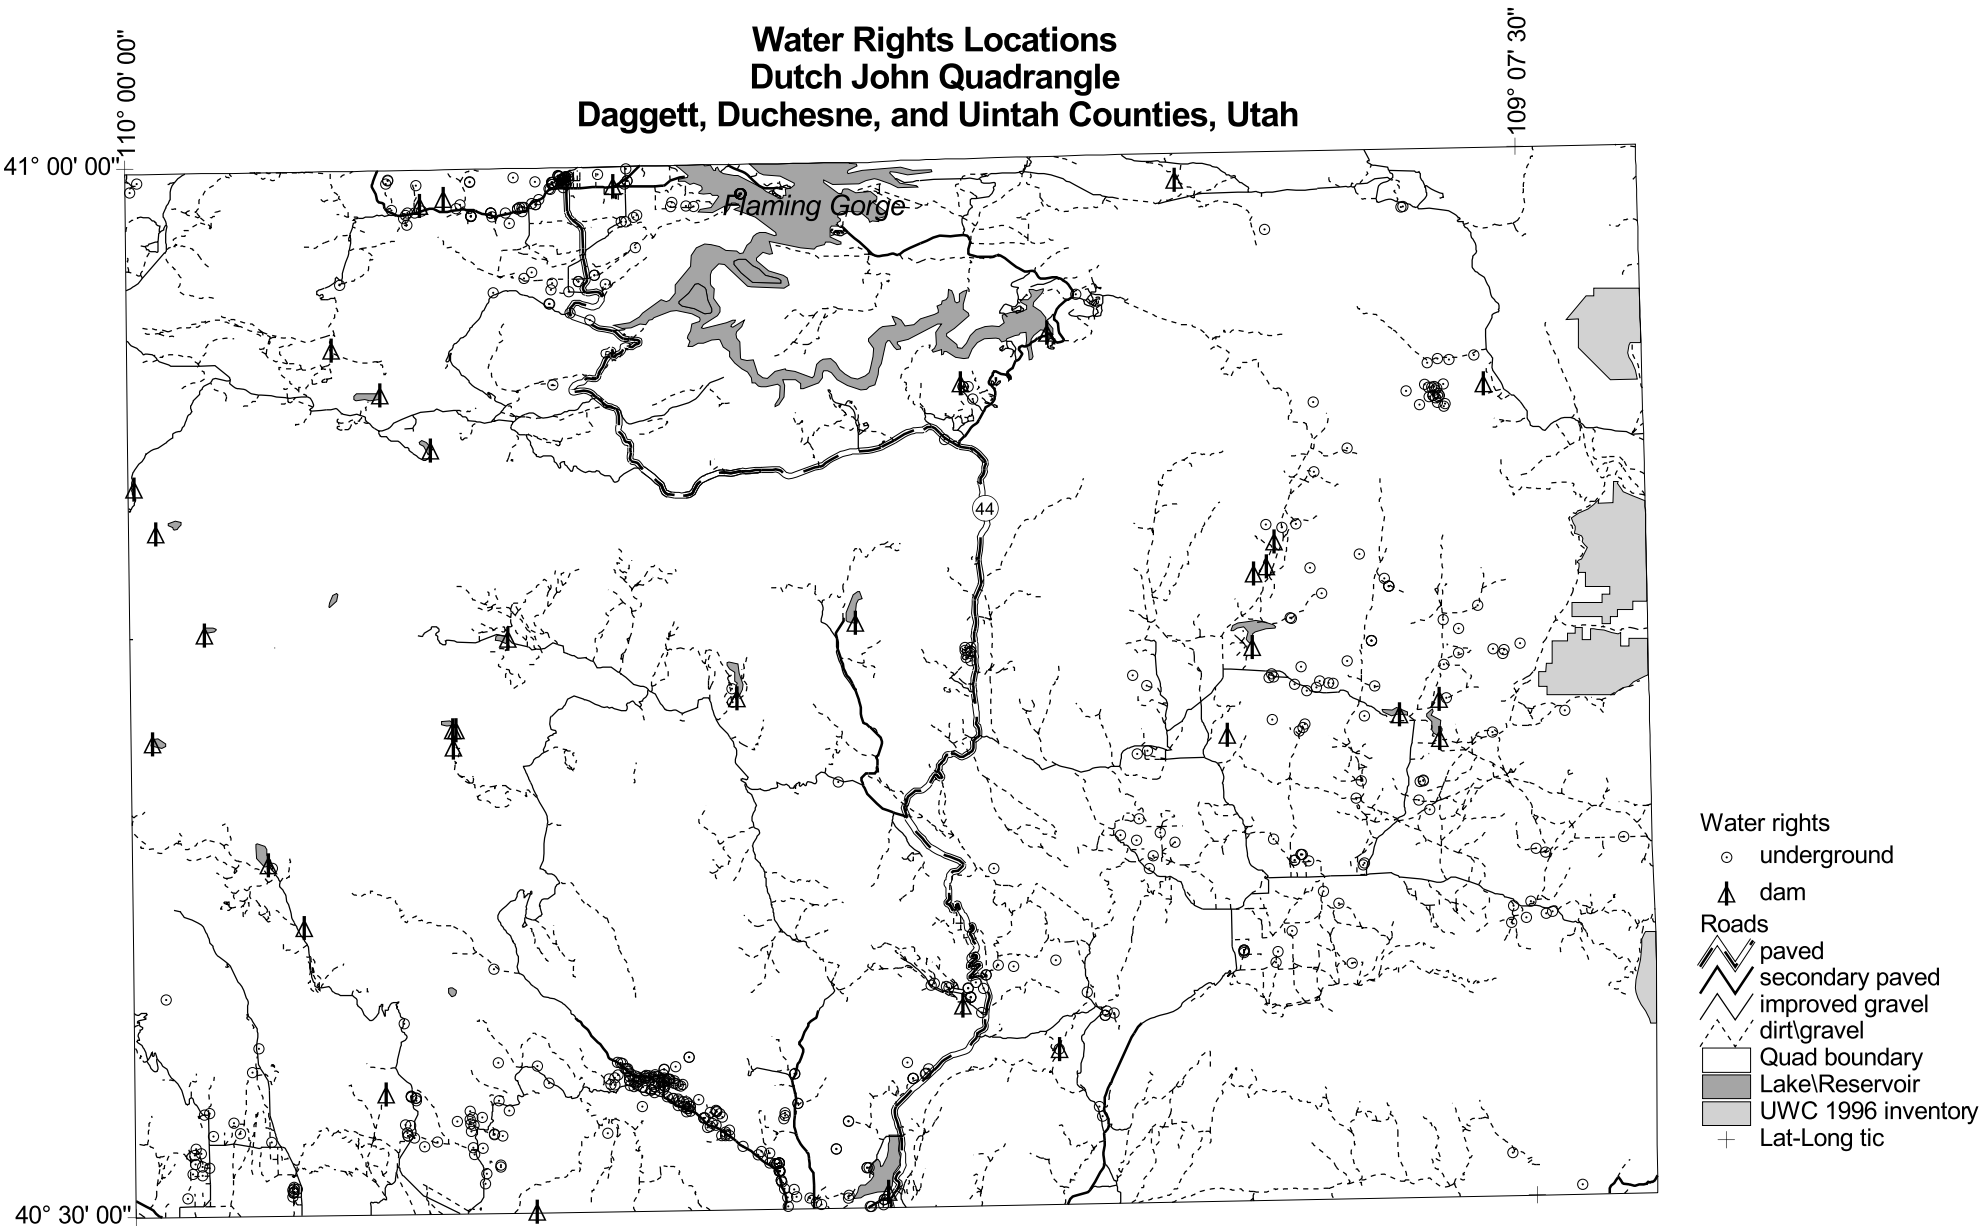 Water Rights Locations
Dutch John Quadrangle
Daggett, Duchesne, and Uintah Counties, Utah
110° 00' 00"
109° 07' 30"
41° 00' 00"
Flaming Gorge
44
40° 30' 00"
Water rights
underground
dam
Roads
paved
secondary paved
improved gravel
dirt\gravel
Quad boundary
Lake\Reservoir
UWC 1996 inventory
Lat-Long tic